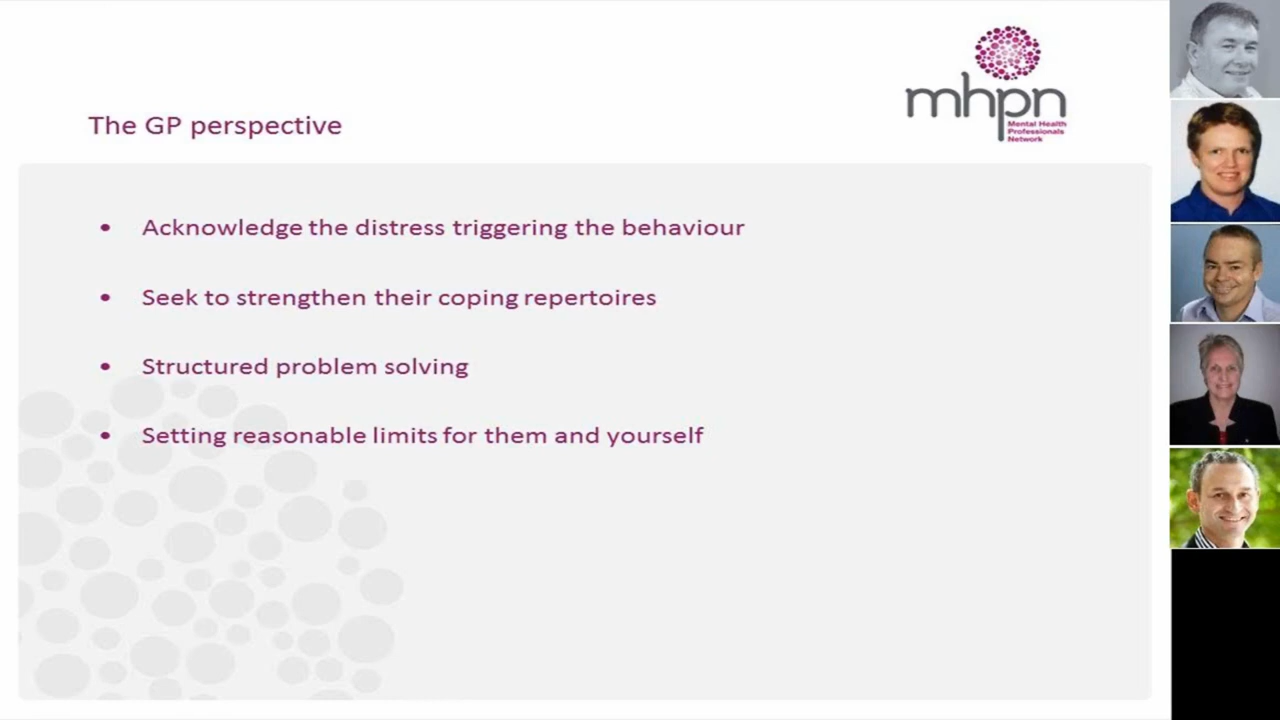 mhpn
Mental Health
Professionals
Network
The GP perspective
• Acknowledge the distress triggering the behaviour
• Seek to strengthen their coping repertoires
• Structured problem solving
• Setting reasonable limits for them and yourself